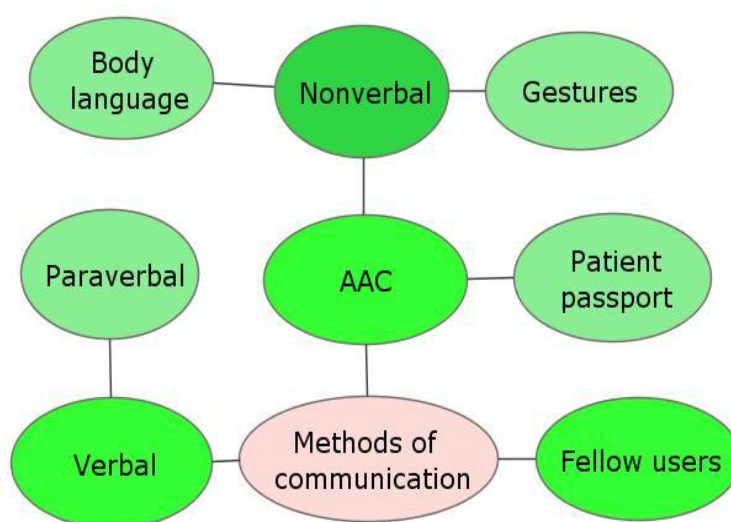 Body
language
Nonverbal
Gestures
Paraverbal
AAC
Patient
passport
Verbal
Methods of
communication
Fellow users